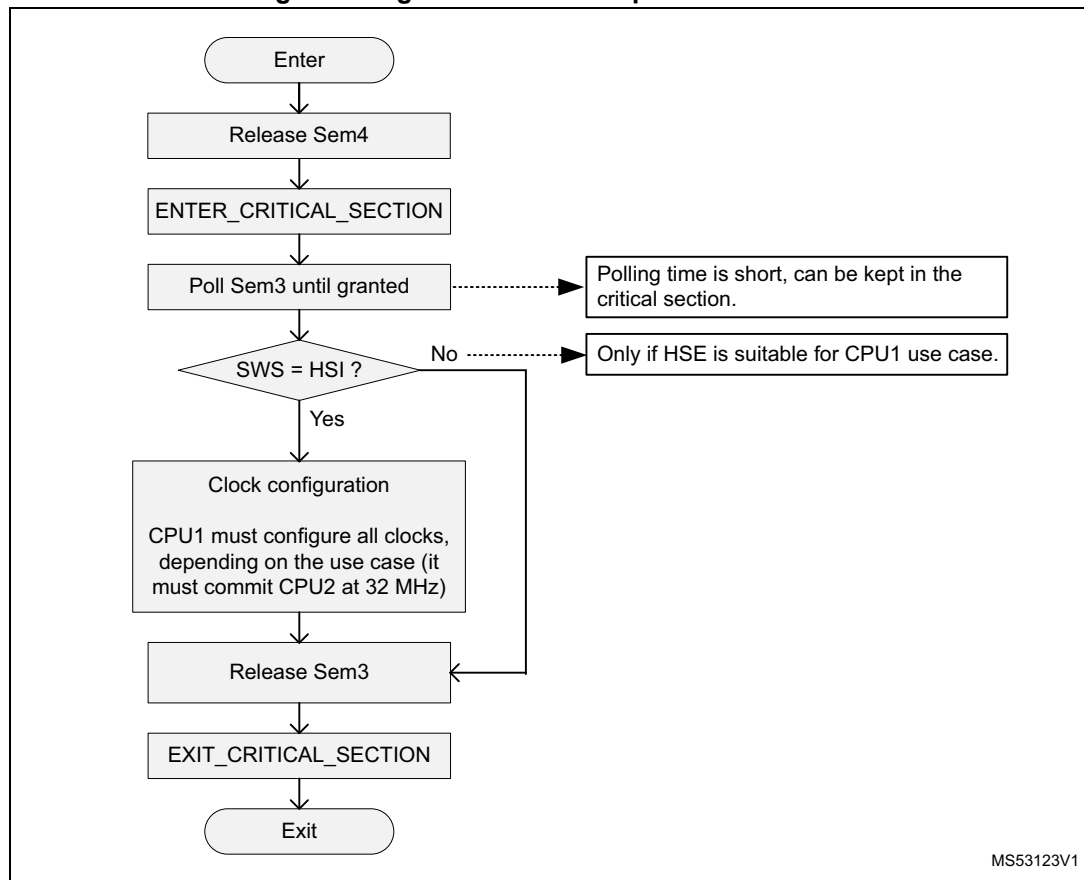 Enter
Release Sem4
ENTER_CRITICAL_SECTION
Poll Sem3 until granted
Polling time is short, can be kept in the
critical section.
SWS = HSI ?
No
Only if HSE is suitable for CPU1 use case.
Yes
Clock configuration
CPU1 must configure all clocks,
depending on the use case (it
must commit CPU2 at 32 MHz)
Release Sem3
EXIT_CRITICAL_SECTION
Exit
MS53123V1